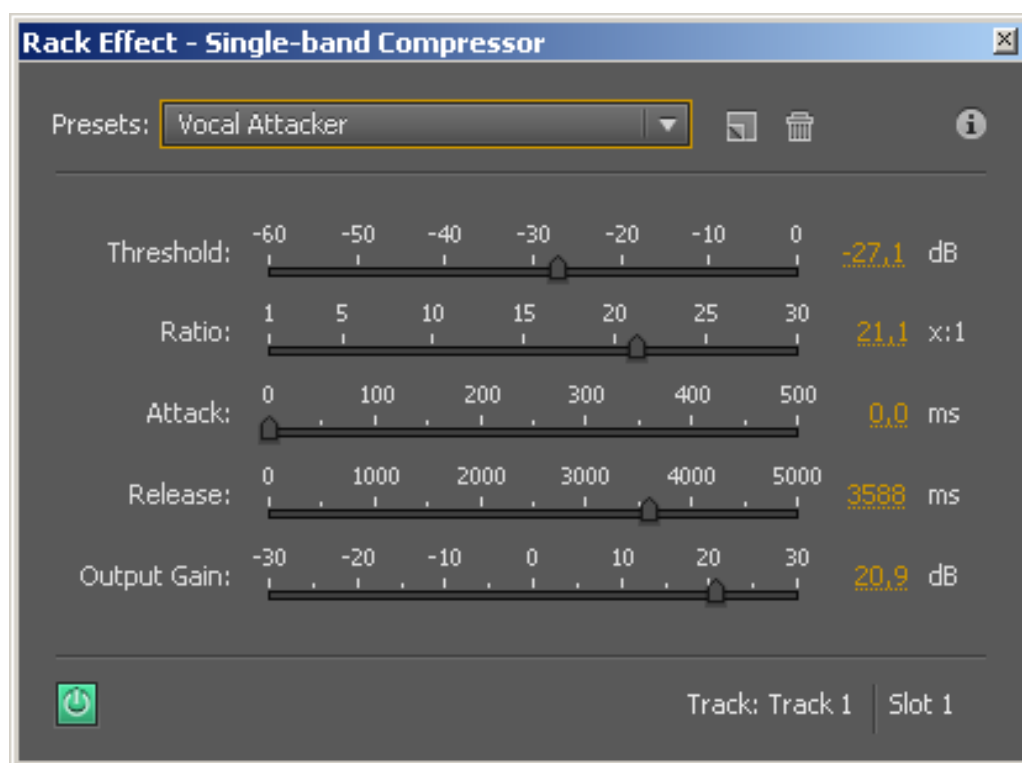 Rack Effect - Single-band Compressor
Presets: Vocal Attacker
-60 -50 -40 -30 -20 -10 0
Threshold: -27,1 dB
1 5 10 15 20 25 30
Ratio: 21,1 x:1
0 100 200 300 400 500
Attack: 0,0 ms
0 1000 2000 3000 4000 5000
Release: 3588 ms
-30 -20 -10 0 10 20 30
Output Gain: 20,9 dB
Track: Track 1 Slot 1